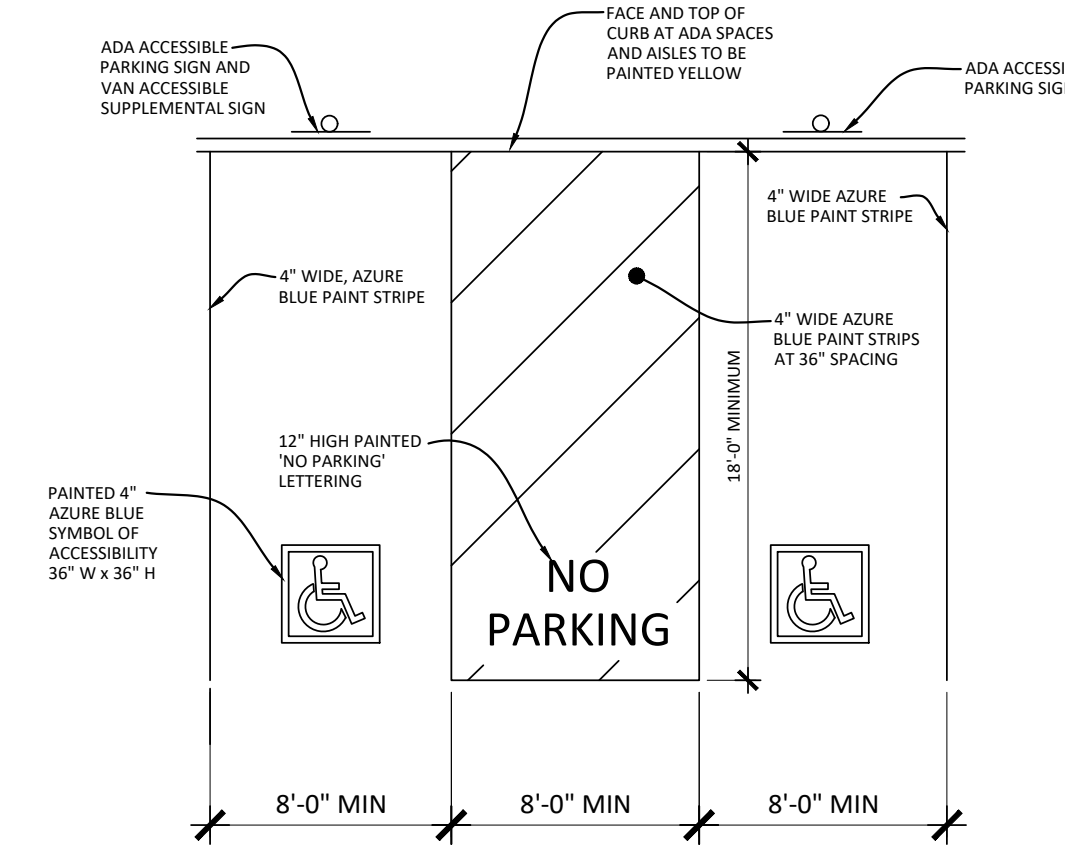 FACE AND TOP OF
CURB AT ADA SPACES
AND AISLES TO BE
PAINTED YELLOW
ADA ACCESSIBLE
PARKING SIGN AND
VAN ACCESSIBLE
SUPPLEMENTAL SIGN
PARKING
4" WIDE AZURE
BLUE PAINT STRIPE
4" WIDE, AZURE
BLUE PAINT STRIPE
4" WIDE AZURE
BLUE PAINT STRIPS
AT 36" SPACING
18'-0" MINIMUM
12" HIGH PAINTED
'NO PARKING'
LETTERING
PAINTED 4"
AZURE BLUE
SYMBOL OF
ACCESSIBILITY
36" W x 36" H
NO
PARKING
8'-0" MIN
8'-0" MIN
8'-0" MIN